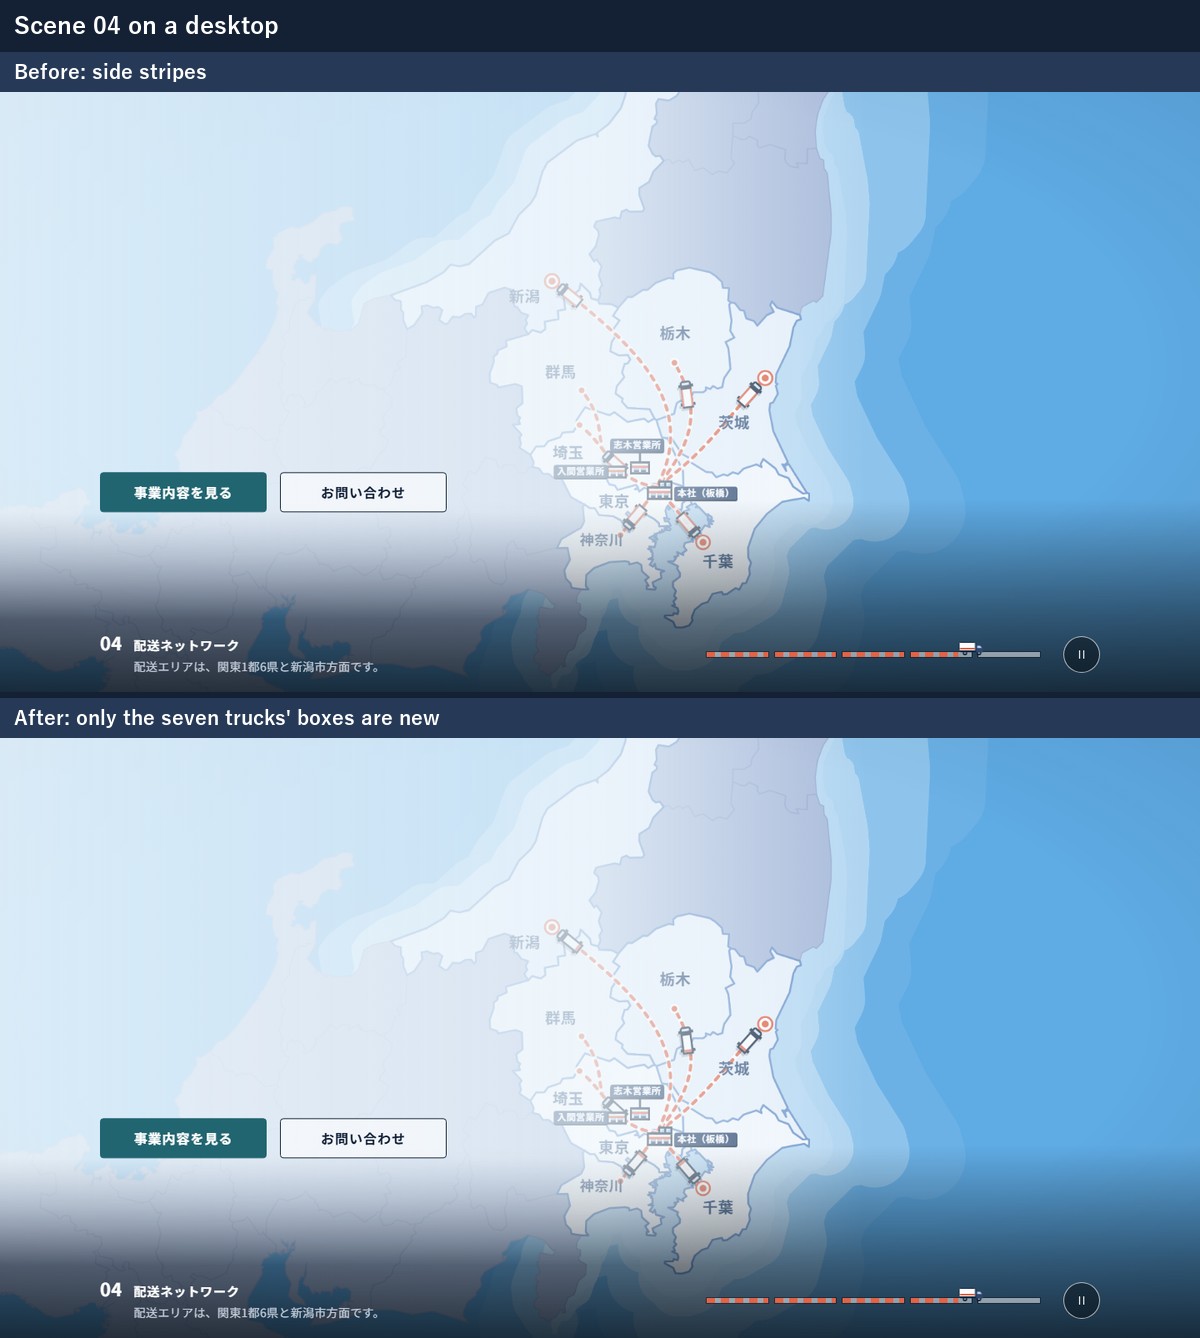 Scene 04 on a desktop
Before: side stripes
新潟
栃木
群馬
茨城
志木営業所
埼玉
入間営業所
本社（板橋）
東京
神奈川
千葉
事業内容を見る
お問い合わせ
04 配送ネットワーク
配送エリアは、関東1都6県と新潟市方面です。
After: only the seven trucks' boxes are new
新潟
栃木
群馬
茨城
志木営業所
埼玉
入間営業所
本社（板橋）
東京
神奈川
千葉
事業内容を見る
お問い合わせ
04 配送ネットワーク
配送エリアは、関東1都6県と新潟市方面です。